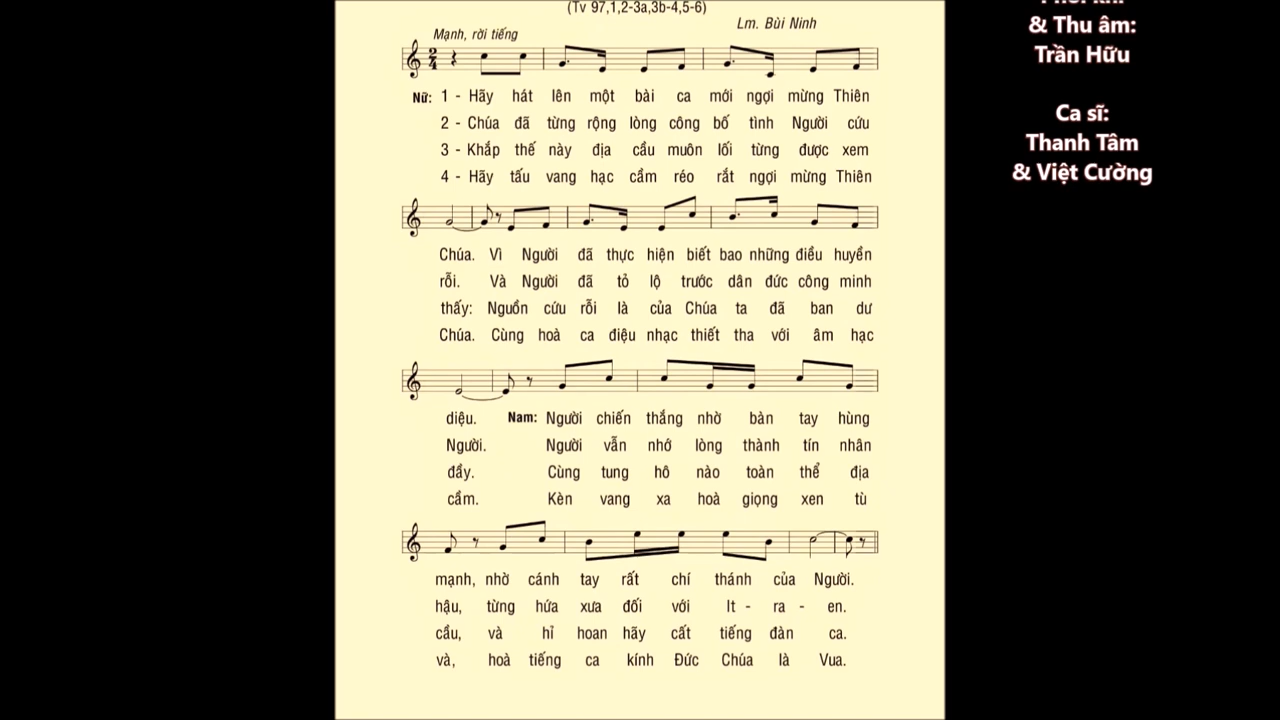 (Tv 97,1,2-3a,3b-4,5-6)
Lm. Bùi Ninh
Mạnh, rời tiếng
2
4
Nữ: 1 - Hãy hát lên một bài ca mới ngợi mừng Thiên
2 - Chúa đã từng rộng lòng công bố tình Người cứu
3 - Khắp thế này địa cầu muôn lối từng được xem
4 - Hãy tấu vang hạc cầm réo rắt ngợi mừng Thiên
Chúa. Vì Người đã thực hiện biết bao những điều huyền
rỗi. Và Người đã tỏ lộ trước dân đức công minh
thấy: Nguồn cứu rỗi là của Chúa ta đã ban dư
Chúa. Cùng hoà ca điệu nhạc thiết tha với âm hạc
diệu. Nam: Người chiến thắng nhờ bàn tay hùng
Người. Người vẫn nhớ lòng thành tín nhân
đầy. Cùng tung hô nào toàn thể địa
cầm. Kèn vang xa hoà giọng xen tù
mạnh, nhờ cánh tay rất chí thánh của Người.
hậu, từng hứa xưa đối với It - ra - en.
cầu, và hỉ hoan hãy cất tiếng đàn ca.
và, hoà tiếng ca kính Đức Chúa là Vua.
& Thu âm:
Trần Hữu
Ca sĩ:
Thanh Tâm
& Việt Cường